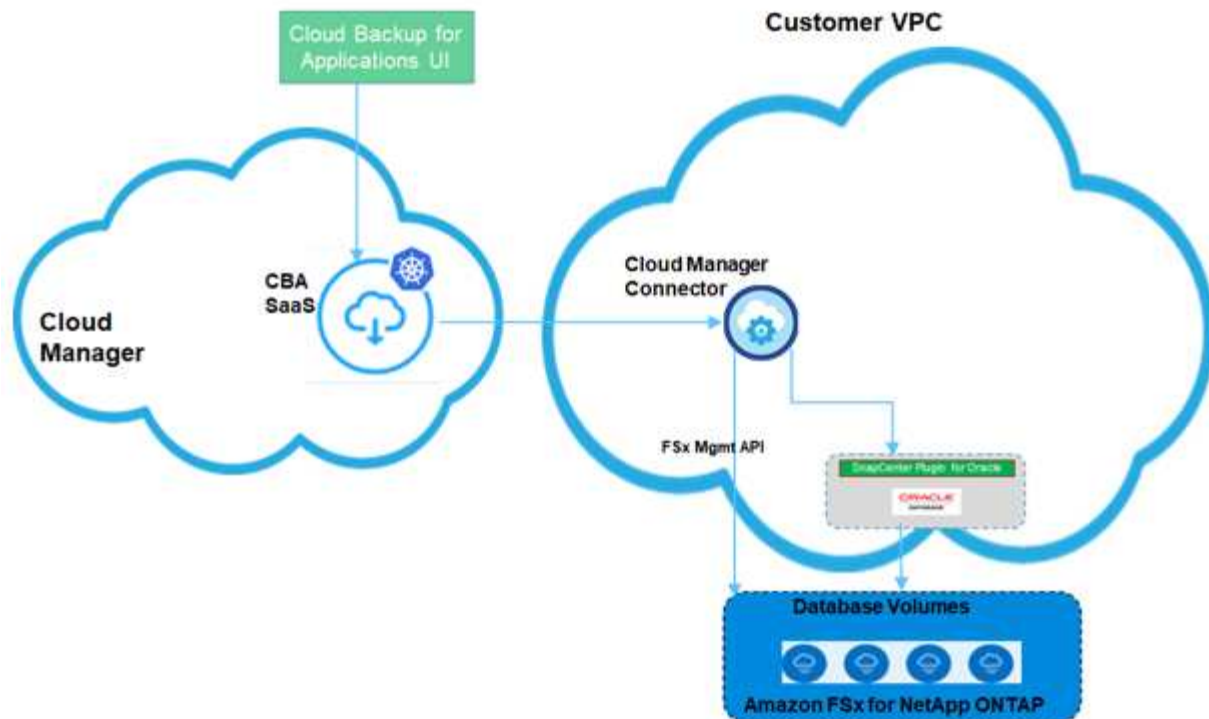 Customer VPC
Cloud Backup for
Applications UI
CBA
SaaS
Cloud
Manager
Cloud Manager
Connector
FSx Mgmt API
SnapCenter Plugin for Oracle
ORACLE
DATABASE
Database Volumes
Amazon FSx for NetApp ONTAP